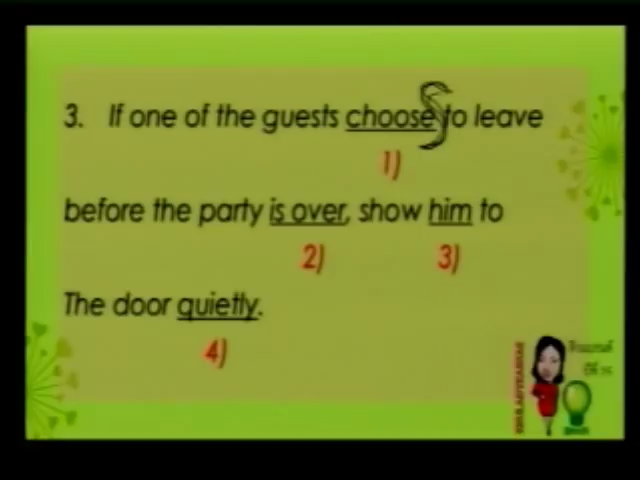 3. If one of the guests choose s to leave
1)
before the party is over, show him to
2) 3)
The door quietly.
4)